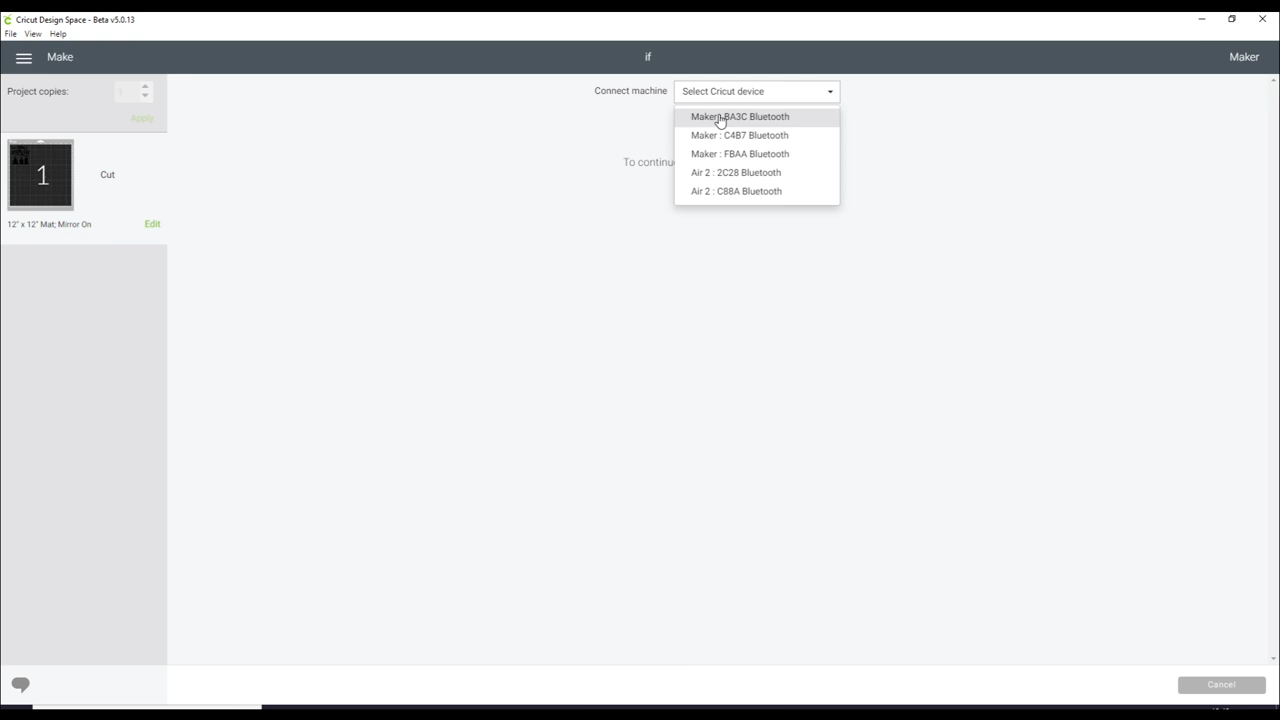 Cricut Design Space - Beta v5.0.13
File View Help
Make
if
Maker
Project copies:
1
Apply
Connect machine
Select Cricut device
Maker BA3C Bluetooth
Maker : C4B7 Bluetooth
Maker : FBAA Bluetooth
Air 2 : 2C28 Bluetooth
Air 2 : C88A Bluetooth
To continu
1
Cut
12" x 12" Mat; Mirror On
Edit
Cancel